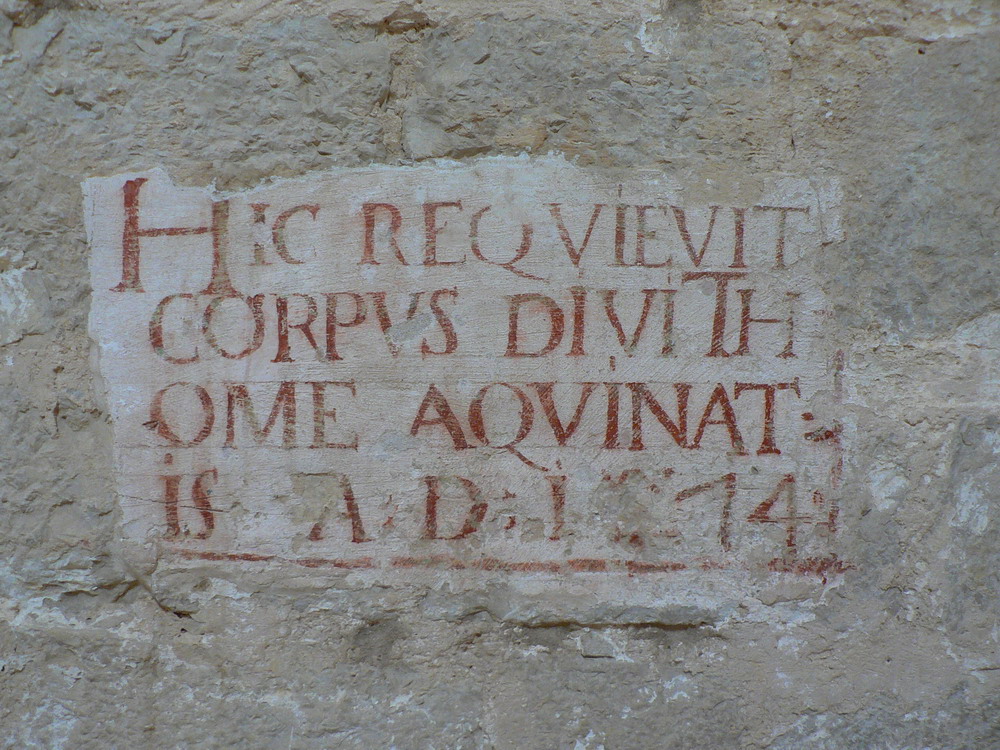 HIC REQVIEVIT
CORPVS DIVI TH
OME AQVINAT:
IS A. D: